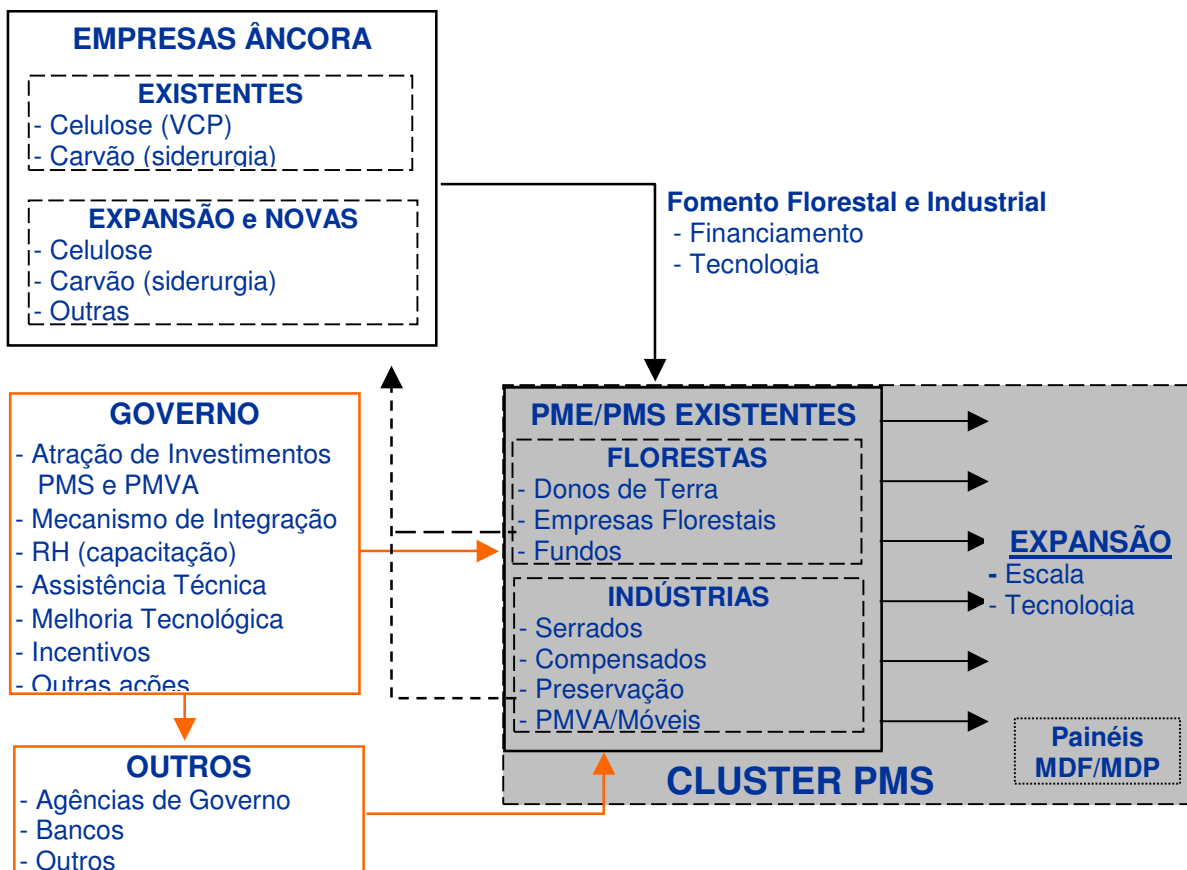 EMPRESAS ÂNCORA
EXISTENTES
- Celulose (VCP)
- Carvão (siderurgia)
EXPANSÃO e NOVAS
- Celulose
- Carvão (siderurgia)
- Outras
Fomento Florestal e Industrial
- Financiamento
- Tecnologia
GOVERNO
- Atração de Investimentos
PMS e PMVA
- Mecanismo de Integração
- RH (capacitação)
- Assistência Técnica
- Melhoria Tecnológica
- Incentivos
- Outras ações
OUTROS
- Agências de Governo
- Bancos
- Outros
PME/PMS EXISTENTES
FLORESTAS
- Donos de Terra
- Empresas Florestais
- Fundos
INDÚSTRIAS
- Serrados
- Compensados
- Preservação
- PMVA/Móveis
EXPANSÃO
- Escala
- Tecnologia
Painéis
MDF/MDP
CLUSTER PMS